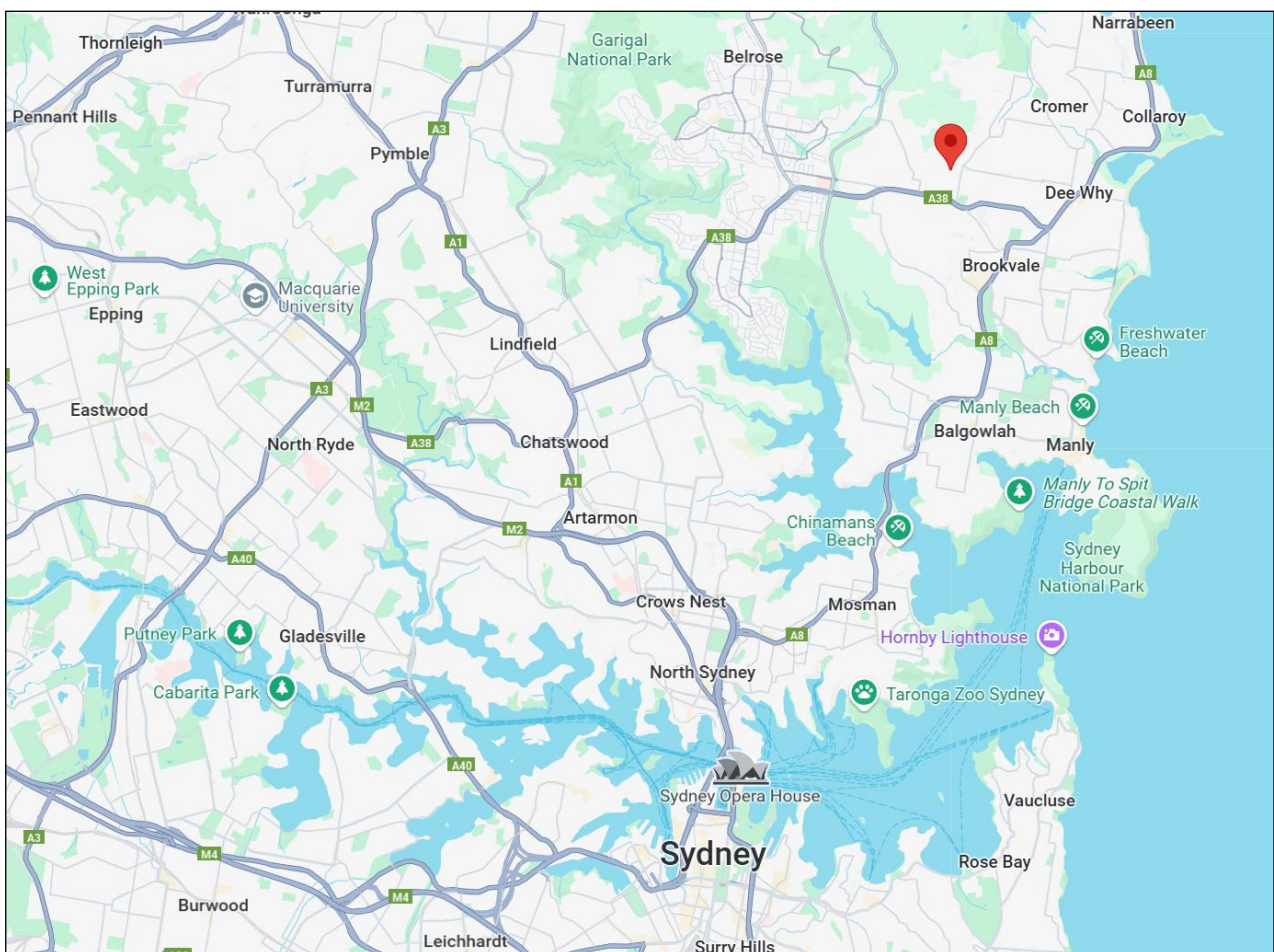 Wahroonga
Thornleigh
Turramurra
Pennant Hills
Pymble
A3
A1
Garigal
National Park
Belrose
Narrabeen
A8
Cromer
Collaroy
A38
Dee Why
A38
Brookvale
West
Epping Park
Epping
Macquarie
University
Lindfield
Freshwater
Beach
A8
Manly Beach
Balgowlah
Manly
Eastwood
A3
M2
North Ryde
A38
Chatswood
A1
Artarmon
M2
Manly To Spit
Bridge Coastal Walk
Chinamans
Beach
Sydney
Harbour
National Park
A40
Crows Nest
Mosman
A8
Putney Park
Gladesville
Hornby Lighthouse
North Sydney
Cabarita Park
Taronga Zoo Sydney
A40
Sydney Opera House
Vaucluse
A3
M4
Sydney
Rose Bay
M4
Burwood
Leichhardt
Surry Hills